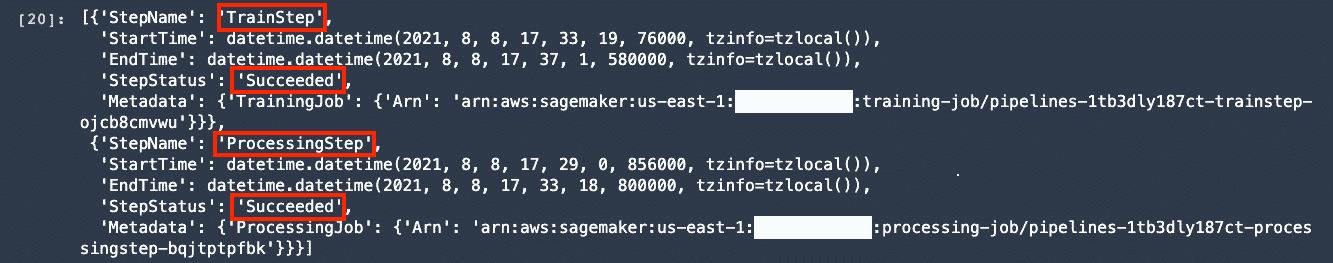 [20]: [{'StepName': 'TrainStep',
'StartTime': datetime.datetime(2021, 8, 8, 17, 33, 19, 76000, tzinfo=tzlocal()),
'EndTime': datetime.datetime(2021, 8, 8, 17, 37, 1, 580000, tzinfo=tzlocal()),
'StepStatus': 'Succeeded',
'Metadata': {'TrainingJob': {'Arn': 'arn:aws:sagemaker:us-east-1: :training-job/pipelines-1tb3dly187ct-trainstep-
ojcb8cmvwu'}}},
{'StepName': 'ProcessingStep',
'StartTime': datetime.datetime(2021, 8, 8, 17, 29, 0, 856000, tzinfo=tzlocal()),
'EndTime': datetime.datetime(2021, 8, 8, 17, 33, 18, 800000, tzinfo=tzlocal()),
'StepStatus': 'Succeeded',
'Metadata': {'ProcessingJob': {'Arn': 'arn:aws:sagemaker:us-east-1: :processing-job/pipelines-1tb3dly187ct-proces
singstep-bqjtptpfbk'}}}]